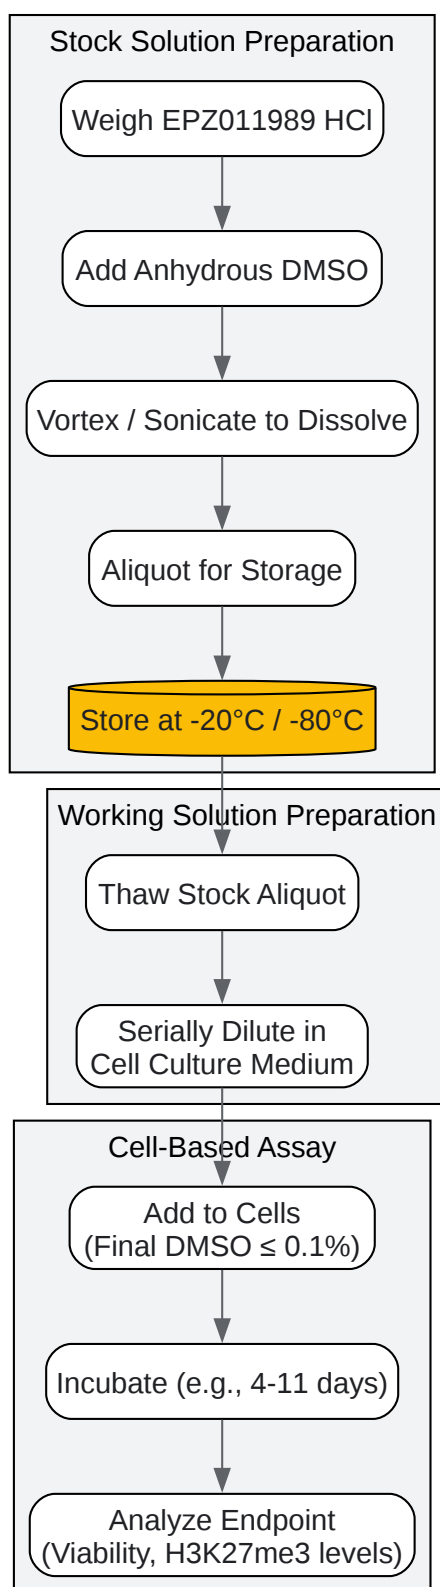 Stock Solution Preparation
Weigh EPZ011989 HCl
Add Anhydrous DMSO
Vortex / Sonicate to Dissolve
Aliquot for Storage
Store at -20°C / -80°C
Working Solution Preparation
Thaw Stock Aliquot
Serially Dilute in
Cell Culture Medium
Cell-Based Assay
Add to Cells
(Final DMSO ≤ 0.1%)
Incubate (e.g., 4-11 days)
Analyze Endpoint
(Viability, H3K27me3 levels)